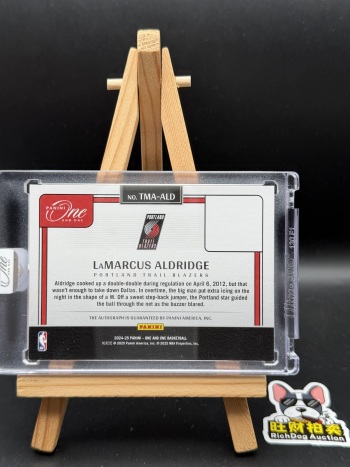 NO. TMA-ALD
PANINI
One
AND ONE
PORTLAND
TRAIL BLAZERS
LAMARCUS ALDRIDGE
PORTLAND TRAIL BLAZERS
Aldridge cooked up a double-double during regulation on April 6, 2012, but that
wasn't enough to take down Dallas. In overtime, the big man put extra icing on the
night in the shape of a W. Off a sweet step-back jumper, the Portland star guided
the ball through the net as the buzzer blared.
THE AUTOGRAPH IS GUARANTEED BY PANINI AMERICA, INC.
PANINI
2024-25 PANINI – ONE AND ONE BASKETBALL
One
旺财拍卖
RichDog Auction